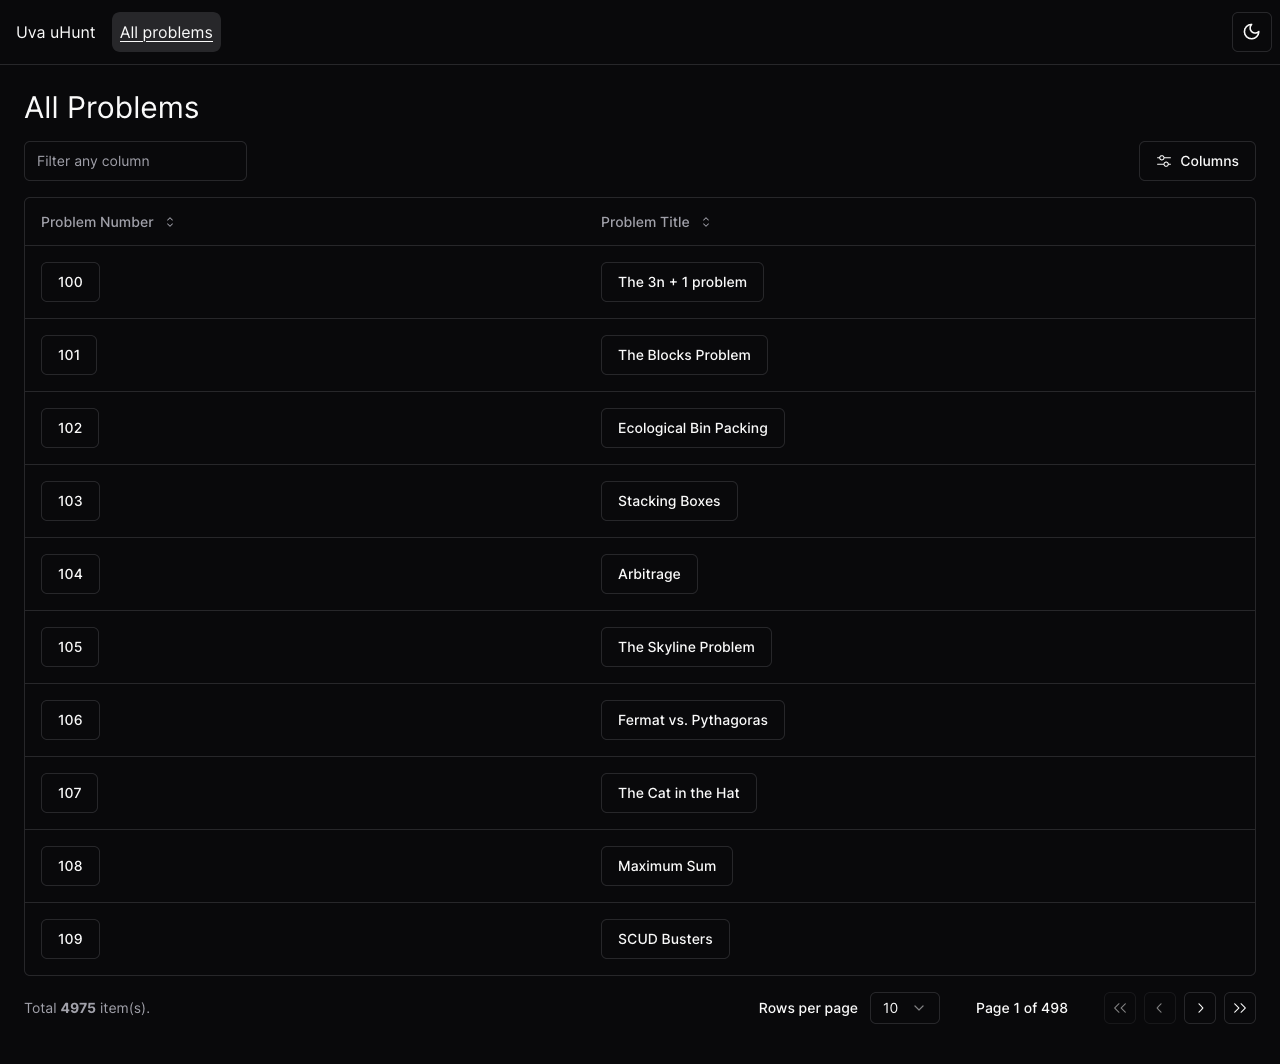 Uva uHunt All problems
All Problems
Filter any column Columns
Problem Number Problem Title
100 The 3n + 1 problem
101 The Blocks Problem
102 Ecological Bin Packing
103 Stacking Boxes
104 Arbitrage
105 The Skyline Problem
106 Fermat vs. Pythagoras
107 The Cat in the Hat
108 Maximum Sum
109 SCUD Busters
Total 4975 item(s). Rows per page 10 Page 1 of 498